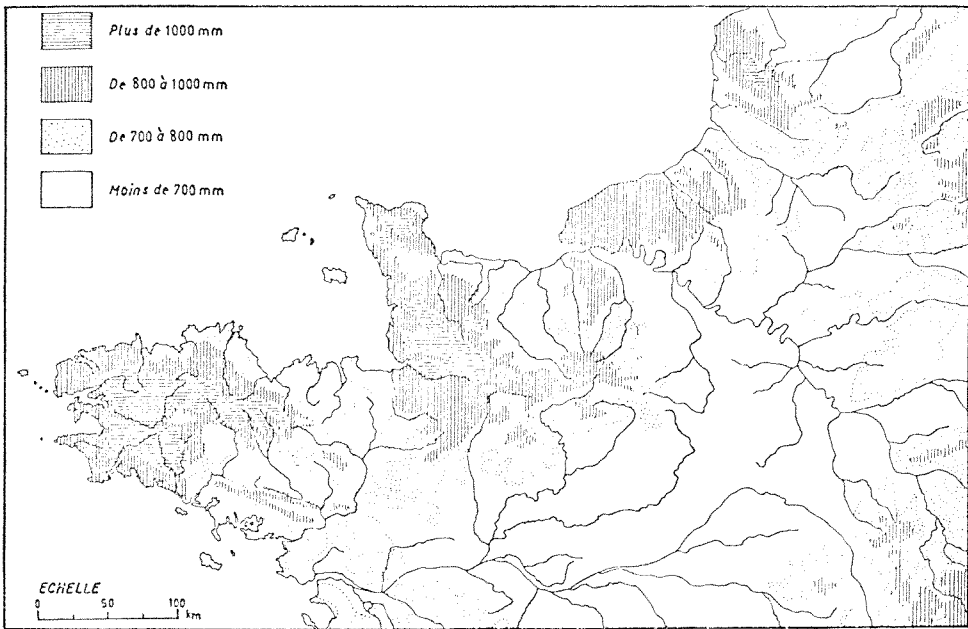 Plus de 1000 mm
De 800 à 1000 mm
De 700 à 800 mm
Moins de 700 mm
ECHELLE
0 50 100
km